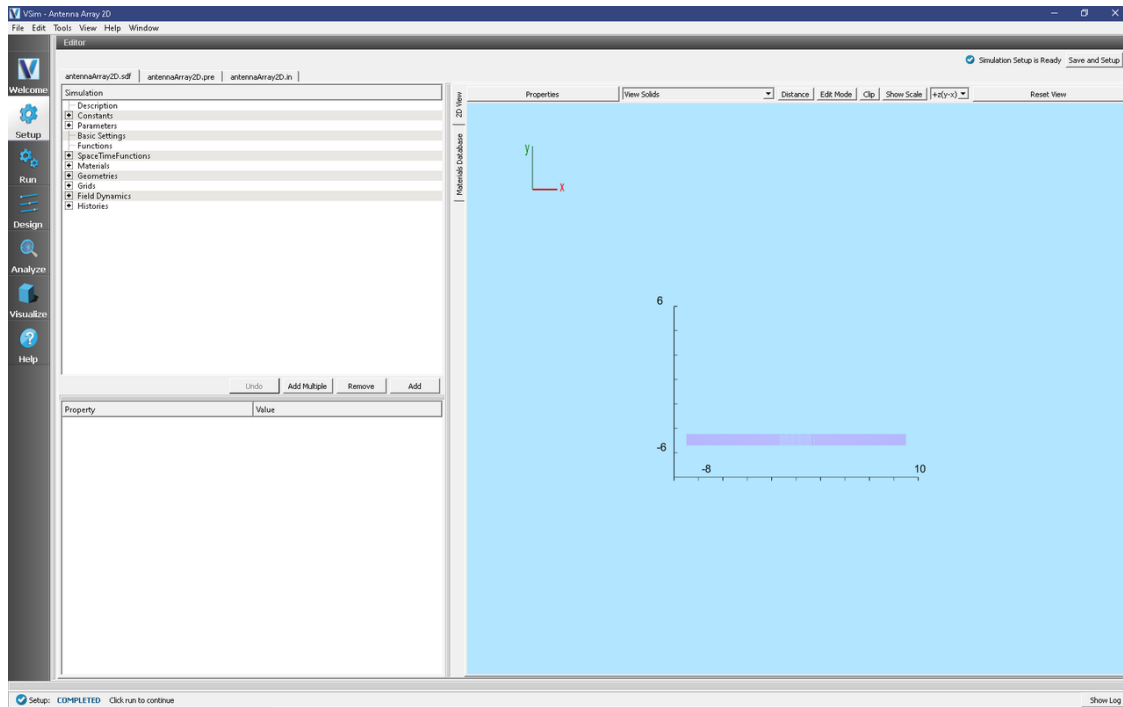 VSim - Antenna Array 2D
File Edit Tools View Help Window
Editor
Simulation Setup is Ready Save and Setup
antennaArray2D.sdf antennaArray2D.pre antennaArray2D.in
Welcome
Setup
Run
Design
Analyze
Visualize
Help
Simulation
Description
Constants
Parameters
Basic Settings
Functions
SpaceTimeFunctions
Materials
Geometries
Grids
Field Dynamics
Histories
Undo Add Multiple Remove Add
Property Value
2D View
Materials Database
Properties View Solids Distance Edit Mode Clip Show Scale +z(y-x) Reset View
y
x
6
-6
-8 10
Setup: COMPLETED Click run to continue Show Log